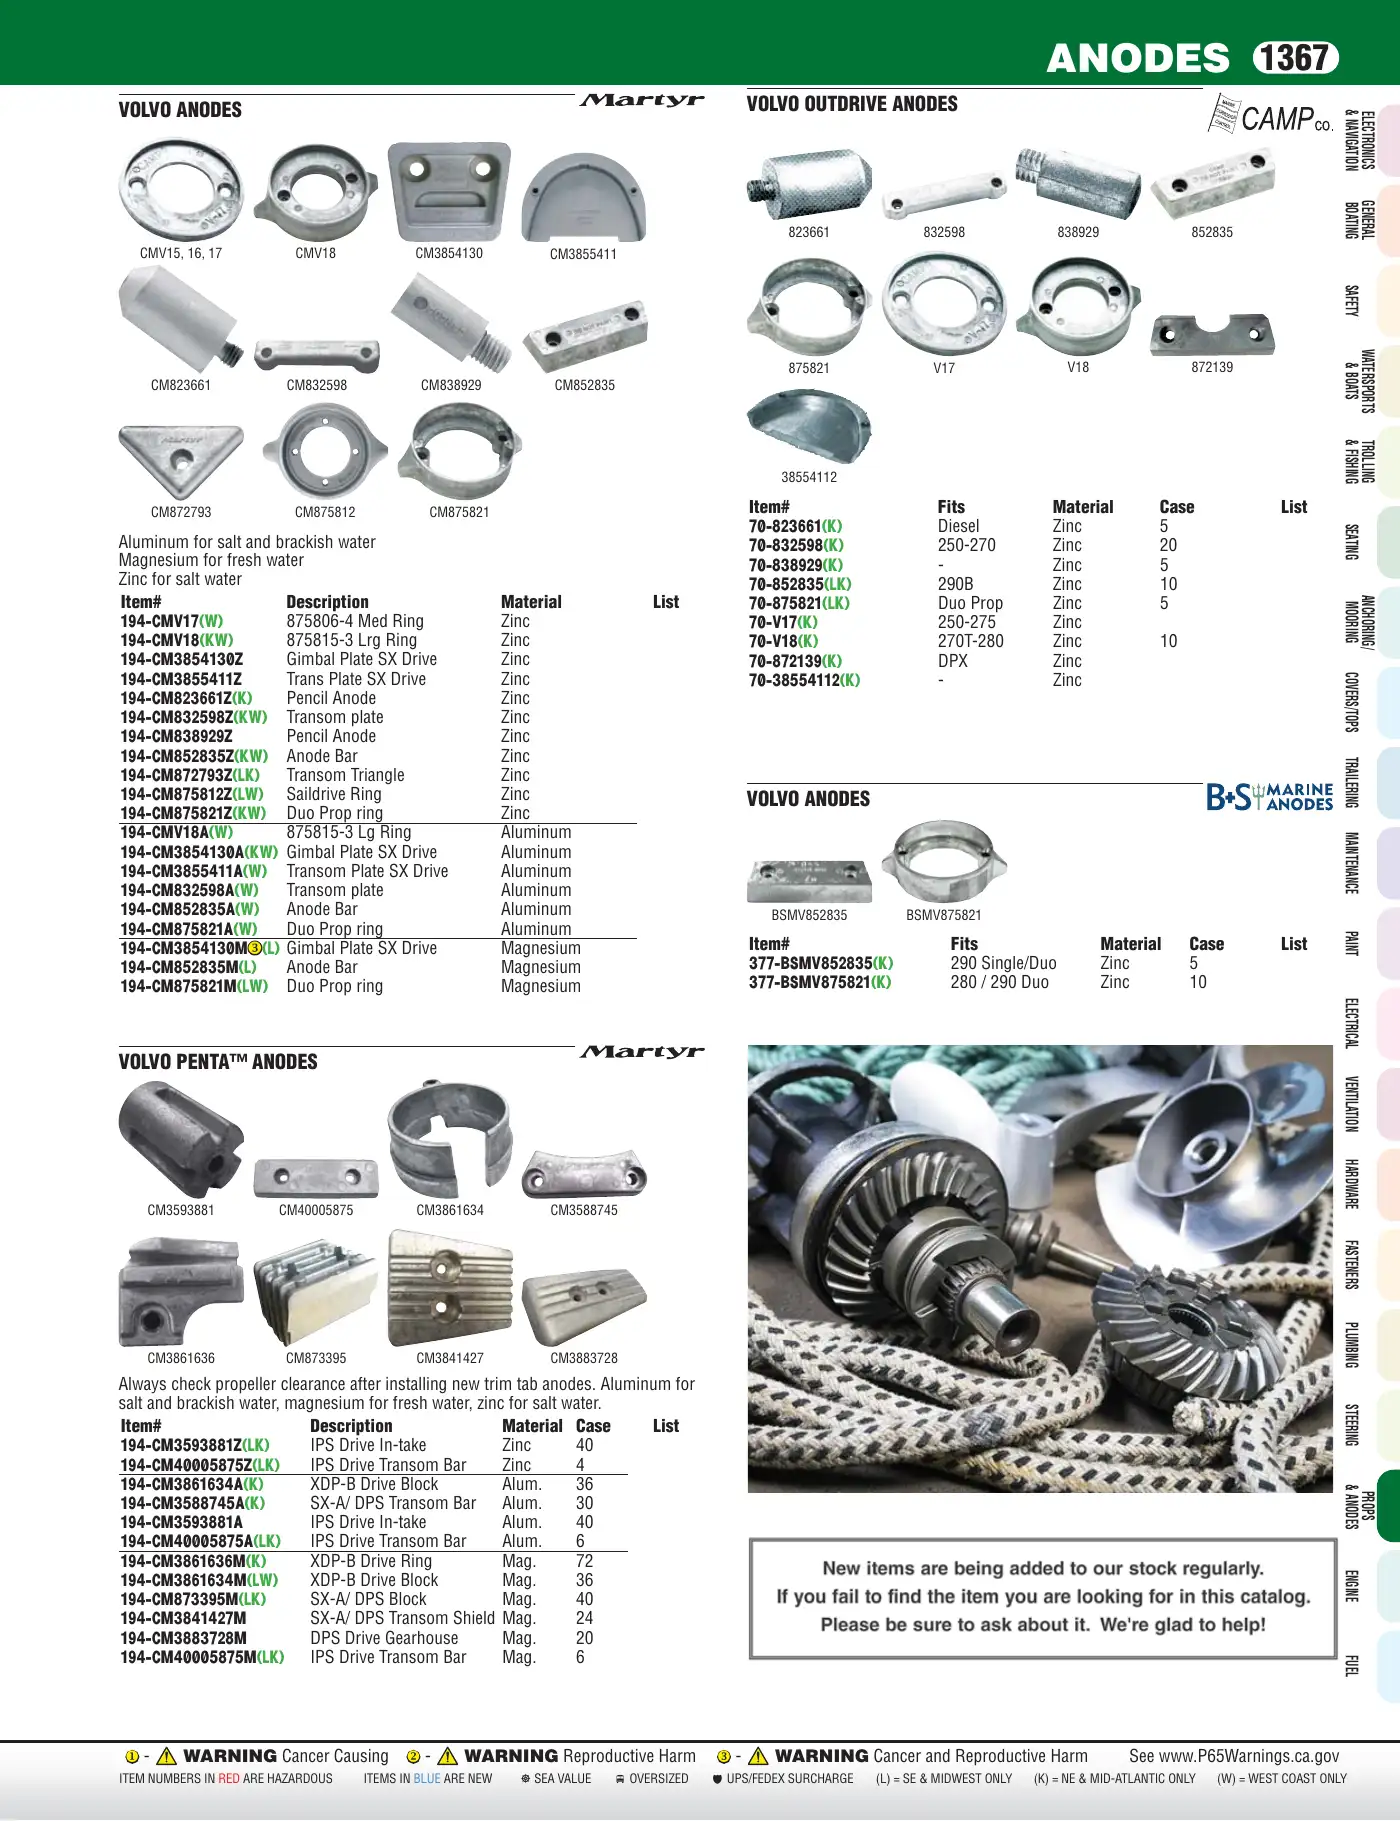 ANODES 1367
VOLVO ANODES Martyr
CMV15, 16, 17 CMV18 CM3854130 CM3855411
CM823661 CM832598 CM838929 CM852835
CM872793 CM875812 CM875821
Aluminum for salt and brackish water
Magnesium for fresh water
Zinc for salt water
Item# Description Material List
194-CMV17(W) 875806-4 Med Ring Zinc
194-CMV18(KW) 875815-3 Lrg Ring Zinc
194-CM3854130Z Gimbal Plate SX Drive Zinc
194-CM3855411Z Trans Plate SX Drive Zinc
194-CM823661Z(K) Pencil Anode Zinc
194-CM832598Z(KW) Transom plate Zinc
194-CM838929Z Pencil Anode Zinc
194-CM852835Z(KW) Anode Bar Zinc
194-CM872793Z(LK) Transom Triangle Zinc
194-CM875812Z(LW) Saildrive Ring Zinc
194-CM875821Z(KW) Duo Prop ring Zinc
194-CMV18A(W) 875815-3 Lg Ring Aluminum
194-CM3854130A(KW) Gimbal Plate SX Drive Aluminum
194-CM3855411A(W) Transom Plate SX Drive Aluminum
194-CM832598A(W) Transom plate Aluminum
194-CM852835A(W) Anode Bar Aluminum
194-CM875821A(W) Duo Prop ring Aluminum
194-CM3854130M3(L) Gimbal Plate SX Drive Magnesium
194-CM852835M(L) Anode Bar Magnesium
194-CM875821M(LW) Duo Prop ring Magnesium
VOLVO PENTA™ ANODES Martyr
CM3593881 CM40005875 CM3861634 CM3588745
CM3861636 CM873395 CM3841427 CM3883728
Always check propeller clearance after installing new trim tab anodes. Aluminum for
salt and brackish water, magnesium for fresh water, zinc for salt water.
Item# Description Material Case List
194-CM3593881Z(LK) IPS Drive In-take Zinc 40
194-CM40005875Z(LK) IPS Drive Transom Bar Zinc 4
194-CM3861634A(K) XDP-B Drive Block Alum. 36
194-CM3588745A(K) SX-A/ DPS Transom Bar Alum. 30
194-CM3593881A IPS Drive In-take Alum. 40
194-CM40005875A(LK) IPS Drive Transom Bar Alum. 6
194-CM3861636M(K) XDP-B Drive Ring Mag. 72
194-CM3861634M(LW) XDP-B Drive Block Mag. 36
194-CM873395M(LK) SX-A/ DPS Block Mag. 40
194-CM3841427M SX-A/ DPS Transom Shield Mag. 24
194-CM3883728M DPS Drive Gearhouse Mag. 20
194-CM40005875M(LK) IPS Drive Transom Bar Mag. 6
VOLVO OUTDRIVE ANODES CAMP CO.
823661 832598 838929 852835
875821 V17 V18 872139
38554112
Item# Fits Material Case List
70-823661(K) Diesel Zinc 5
70-832598(K) 250-270 Zinc 20
70-838929(K) - Zinc 5
70-852835(LK) 290B Zinc 10
70-875821(LK) Duo Prop Zinc 5
70-V17(K) 250-275 Zinc
70-V18(K) 270T-280 Zinc 10
70-872139(K) DPX Zinc
70-38554112(K) - Zinc
VOLVO ANODES B+S MARINE ANODES
BSMV852835 BSMV875821
Item# Fits Material Case List
377-BSMV852835(K) 290 Single/Duo Zinc 5
377-BSMV875821(K) 280 / 290 Duo Zinc 10
New items are being added to our stock regularly.
If you fail to find the item you are looking for in this catalog.
Please be sure to ask about it. We're glad to help!
ELECTRONICS & NAVIGATION
GENERAL BOATING
SAFETY
WATERSPORTS & BOATS
TROLLING & FISHING
SEATING
ANCHORING/ MOORING
COVERS/TOPS
TRAILERING
MAINTENANCE
PAINT
ELECTRICAL
VENTILATION
HARDWARE
FASTENERS
PLUMBING
STEERING
PROPS & ANODES
ENGINE
FUEL
1 - WARNING Cancer Causing 2 - WARNING Reproductive Harm 3 - WARNING Cancer and Reproductive Harm See www.P65Warnings.ca.gov
ITEM NUMBERS IN RED ARE HAZARDOUS ITEMS IN BLUE ARE NEW SEA VALUE OVERSIZED UPS/FEDEX SURCHARGE (L) = SE & MIDWEST ONLY (K) = NE & MID-ATLANTIC ONLY (W) = WEST COAST ONLY